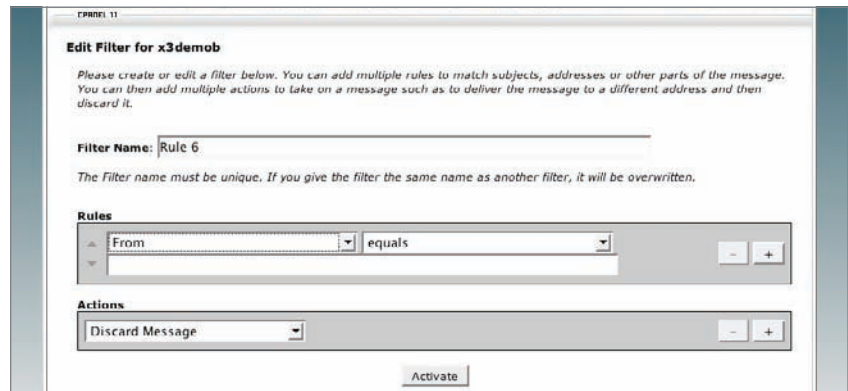 CPANEL 11
Edit Filter for x3demob
Please create or edit a filter below. You can add multiple rules to match subjects, addresses or other parts of the message.
You can then add multiple actions to take on a message such as to deliver the message to a different address and then
discard it.
Filter Name: Rule 6
The Filter name must be unique. If you give the filter the same name as another filter, it will be overwritten.
Rules
From equals
- +
Actions
Discard Message
- +
Activate